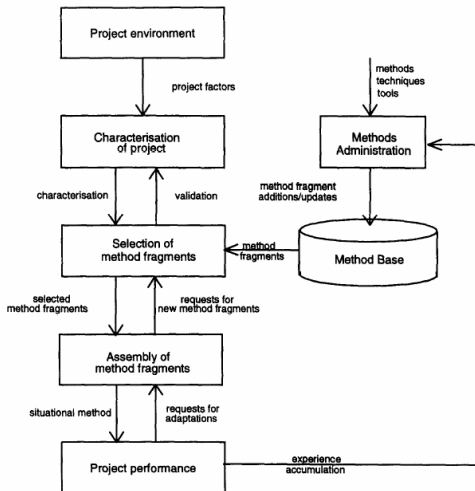 Project environment
project factors
methods
techniques
tools
Characterisation
of project
Methods
Administration
characterisation
validation
method fragment
additions/updates
Selection of
method fragments
method
fragments
Method Base
selected
method fragments
requests for
new method fragments
Assembly of
method fragments
situational method
requests for
adaptations
Project performance
experience
accumulation